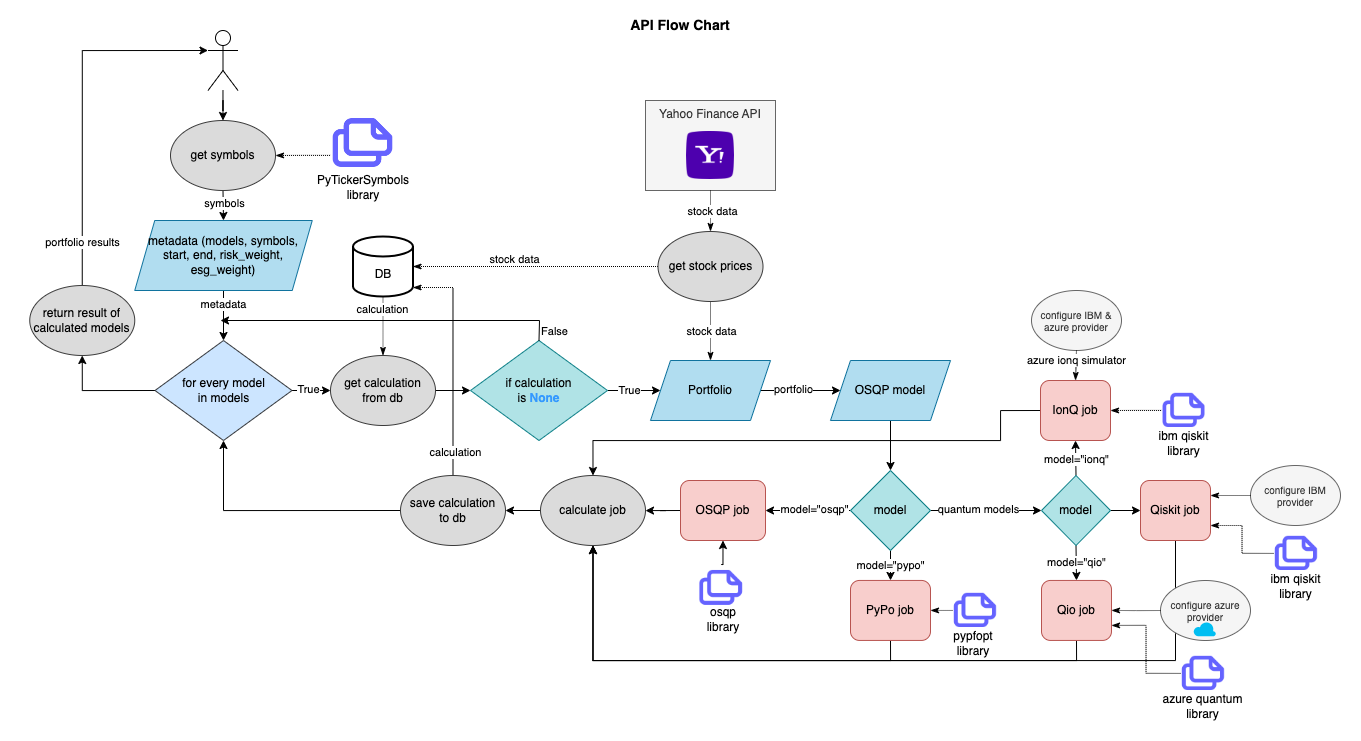 API Flow Chart
get symbols
PyTickerSymbols
library
symbols
metadata (models, symbols,
start, end, risk_weight,
esg_weight)
metadata
portfolio results
return result of
calculated models
for every model
in models
True
DB
calculation
get calculation
from db
False
if calculation
is None
True
Yahoo Finance API
Y!
stock data
get stock prices
stock data
stock data
Portfolio
portfolio
OSQP model
configure IBM &
azure provider
azure ionq simulator
IonQ job
ibm qiskit
library
model="ionq"
calculation
save calculation
to db
calculate job
OSQP job
model="osqp"
model
quantum models
model
Qiskit job
configure IBM
provider
ibm qiskit
library
osqp
library
model="pypo"
PyPo job
pypfopt
library
model="qio"
Qio job
configure azure
provider
azure quantum
library